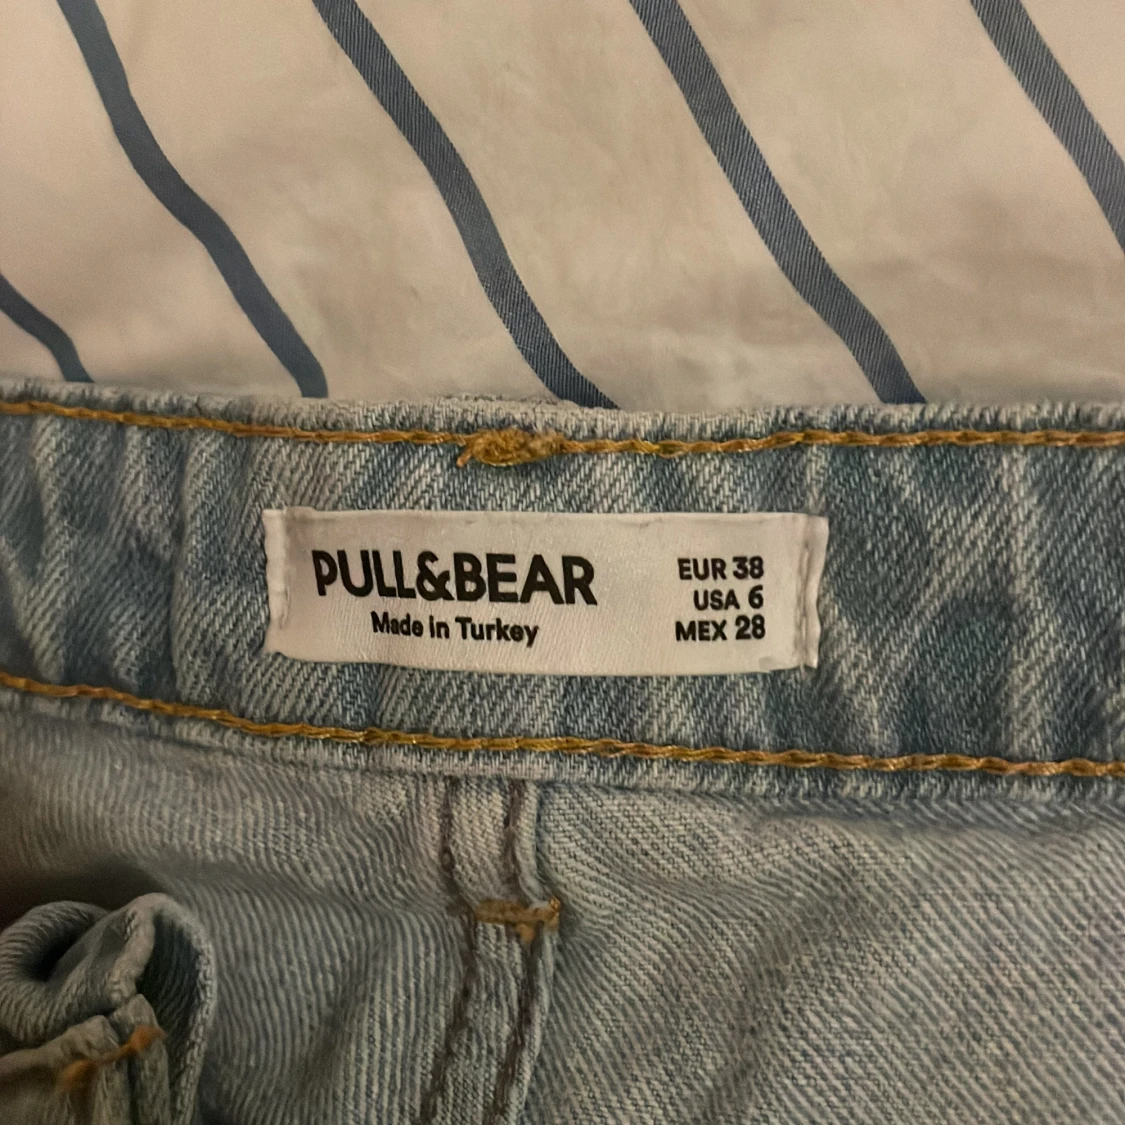 PULL&BEAR
Made in Turkey
EUR 38
USA 6
MEX 28